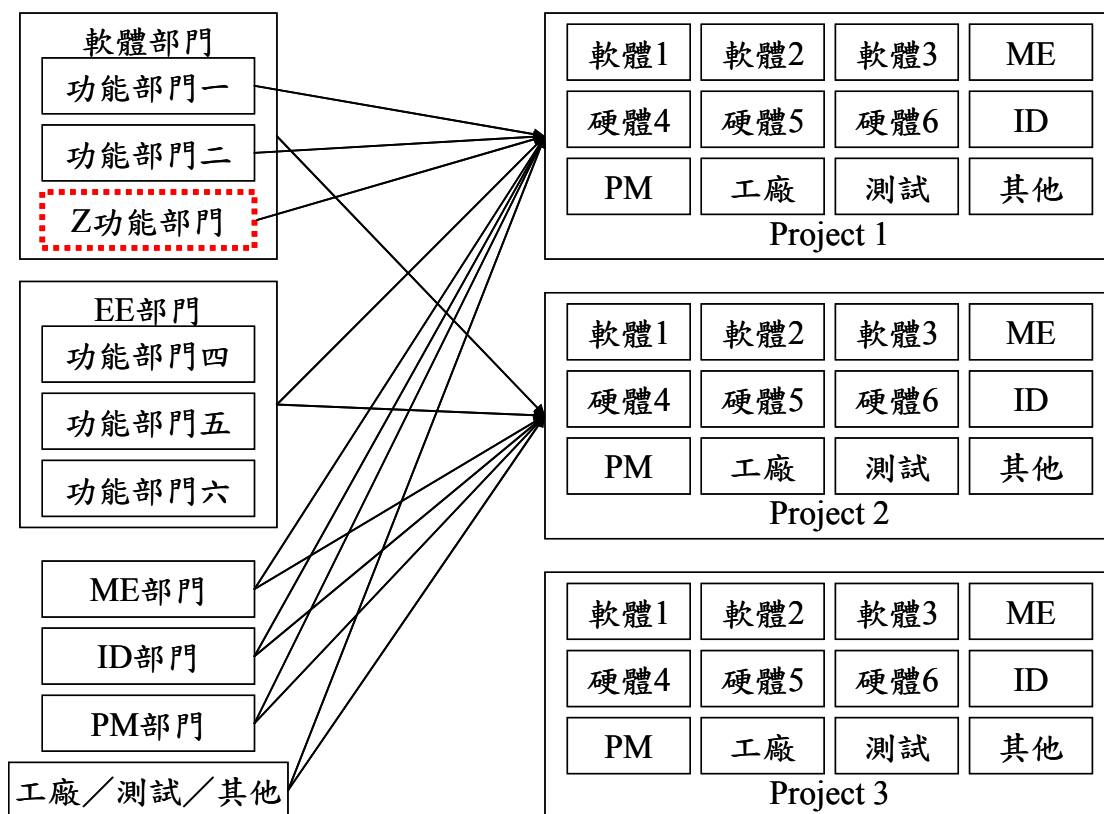 軟體部門
功能部門一
功能部門二
Z功能部門
EE部門
功能部門四
功能部門五
功能部門六
ME部門
ID部門
PM部門
工廠／測試／其他
軟體1 軟體2 軟體3 ME
硬體4 硬體5 硬體6 ID
PM 工廠 測試 其他
Project 1
軟體1 軟體2 軟體3 ME
硬體4 硬體5 硬體6 ID
PM 工廠 測試 其他
Project 2
軟體1 軟體2 軟體3 ME
硬體4 硬體5 硬體6 ID
PM 工廠 測試 其他
Project 3